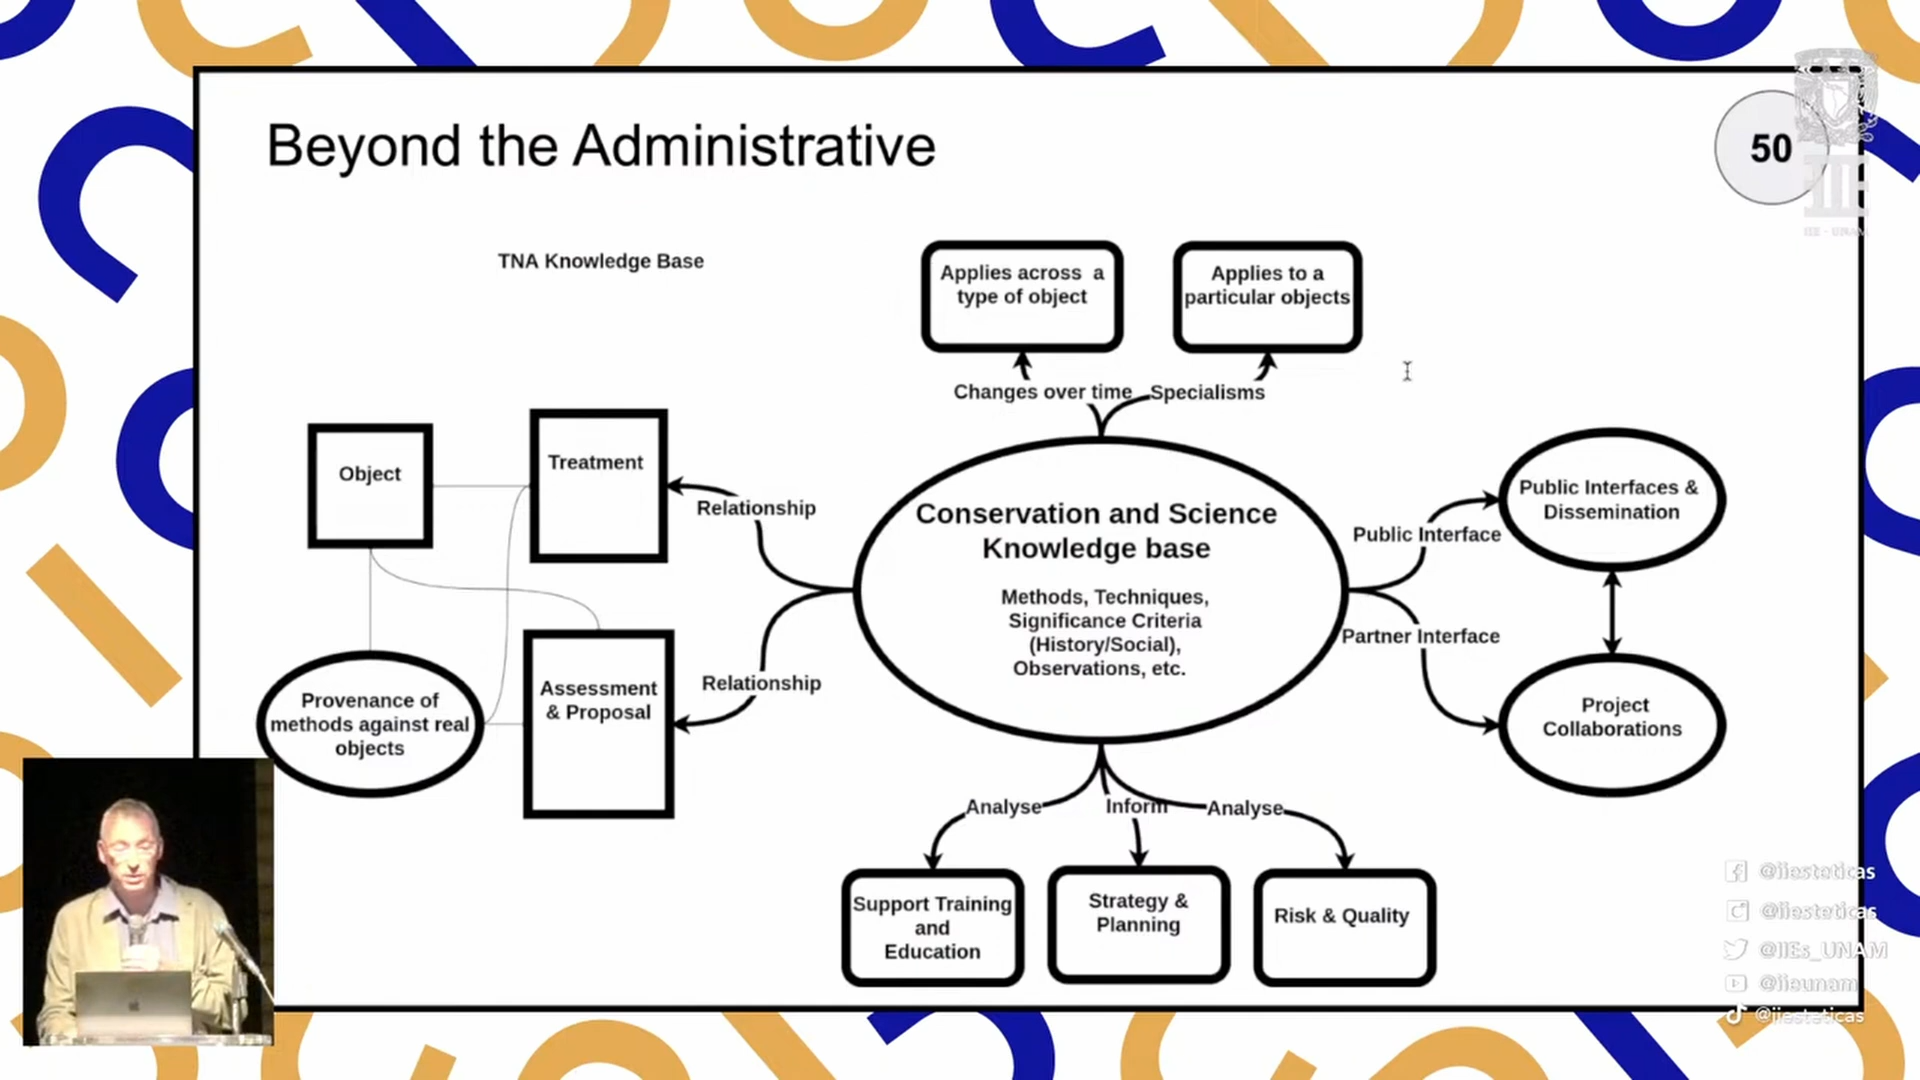 Beyond the Administrative
50
IIE - UNAM
TNA Knowledge Base
Applies across a
type of object
Applies to a
particular objects
Changes over time
Specialisms
Object
Treatment
Relationship
Conservation and Science
Knowledge base
Methods, Techniques,
Significance Criteria
(History/Social),
Observations, etc.
Public Interfaces &
Dissemination
Public Interface
Partner Interface
Provenance of
methods against real
objects
Assessment
& Proposal
Relationship
Project
Collaborations
Analyse
Inform
Analyse
Support Training
and
Education
Strategy &
Planning
Risk & Quality
@iiesteticas
@iiesteticas
@IIEs_UNAM
@iieunam
@iiesteticas